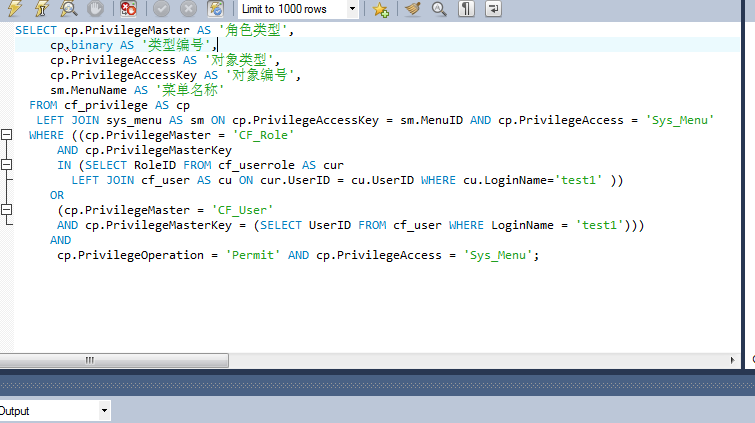 Limit to 1000 rows
SELECT cp.PrivilegeMaster AS '角色类型',
cp.binary AS '类型编号',
cp.PrivilegeAccess AS '对象类型',
cp.PrivilegeAccessKey AS '对象编号',
sm.MenuName AS '菜单名称'
FROM cf_privilege AS cp
LEFT JOIN sys_menu AS sm ON cp.PrivilegeAccessKey = sm.MenuID AND cp.PrivilegeAccess = 'Sys_Menu'
WHERE ((cp.PrivilegeMaster = 'CF_Role'
AND cp.PrivilegeMasterKey
IN (SELECT RoleID FROM cf_userrole AS cur
LEFT JOIN cf_user AS cu ON cur.UserID = cu.UserID WHERE cu.LoginName='test1' ))
OR
(cp.PrivilegeMaster = 'CF_User'
AND cp.PrivilegeMasterKey = (SELECT UserID FROM cf_user WHERE LoginName = 'test1')))
AND
cp.PrivilegeOperation = 'Permit' AND cp.PrivilegeAccess = 'Sys_Menu';
Output